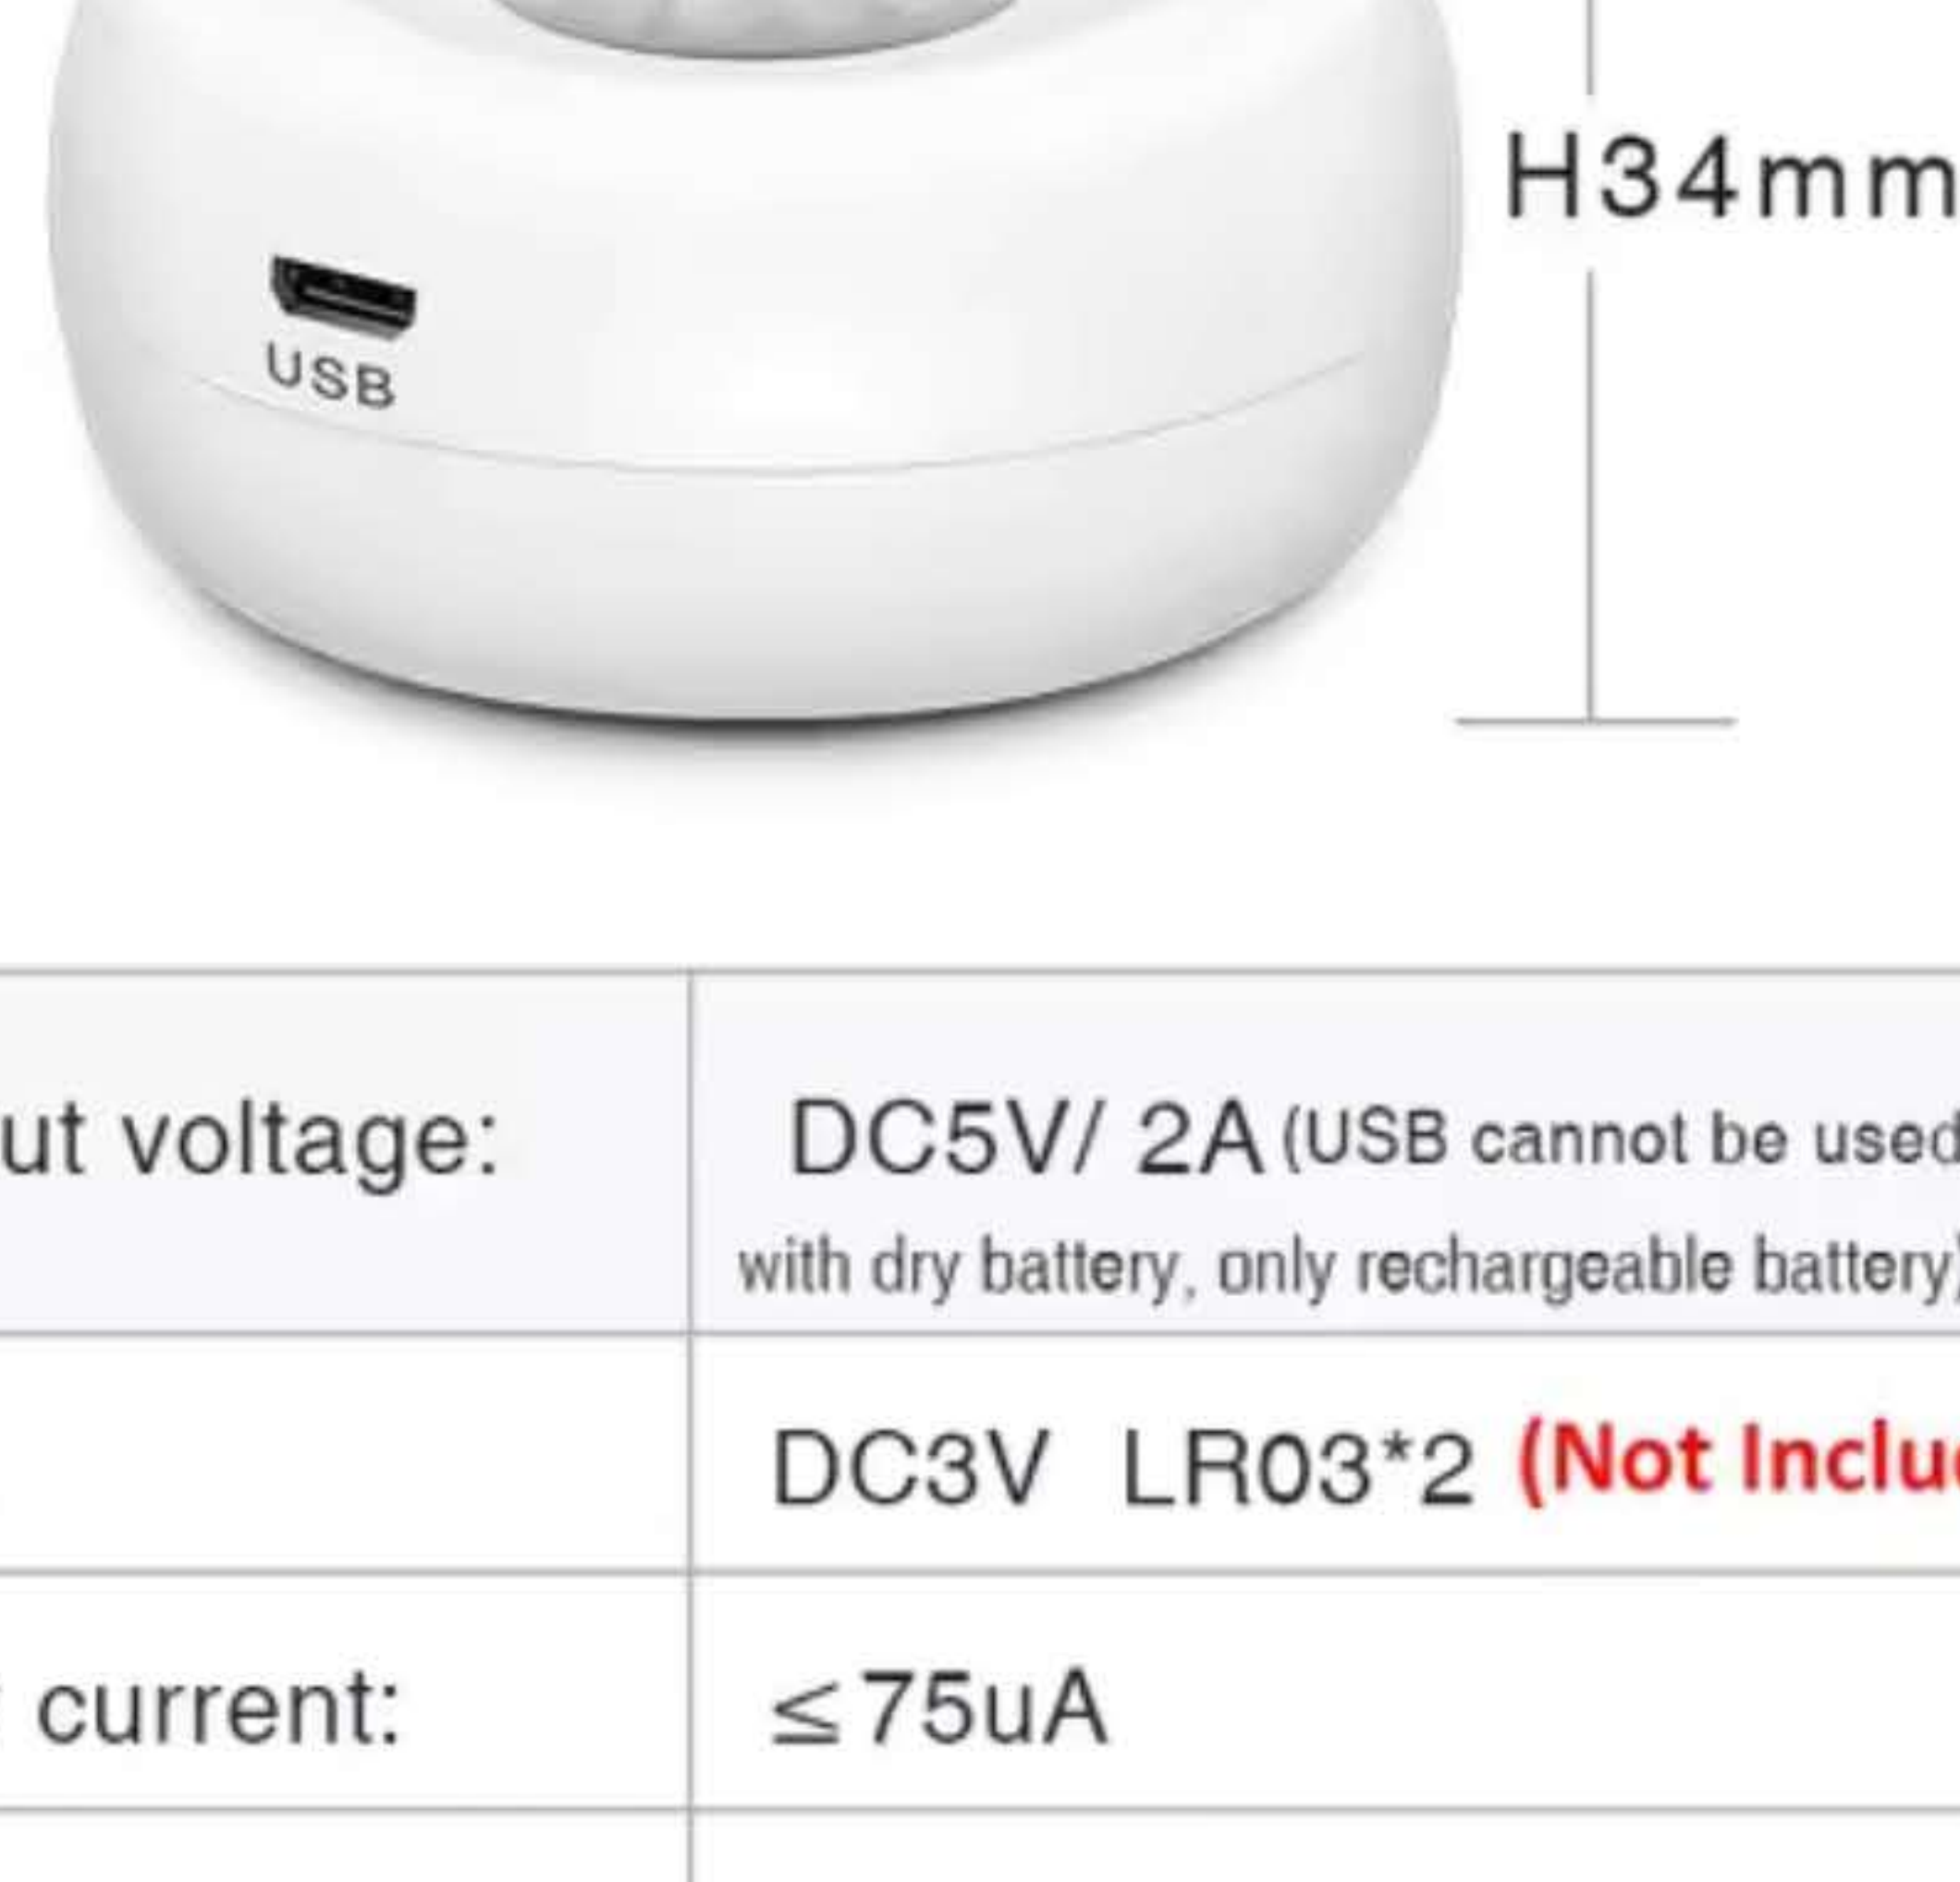 H34mm
USB
ut voltage:
DC5V/ 2A (USB cannot be used
with dry battery, only rechargeable battery)
DC3V LR03*2 (Not Inclu
current:
≤75uA